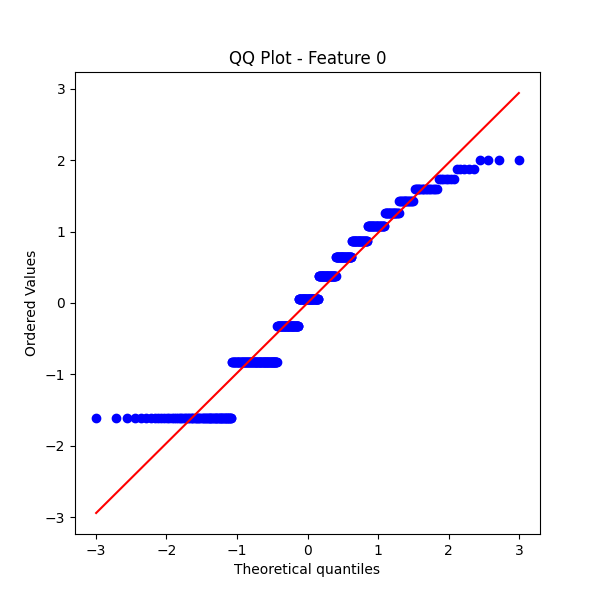 QQ Plot - Feature 0
3
2
1
0
−1
−2
−3
Ordered Values
−3 −2 −1 0 1 2 3
Theoretical quantiles